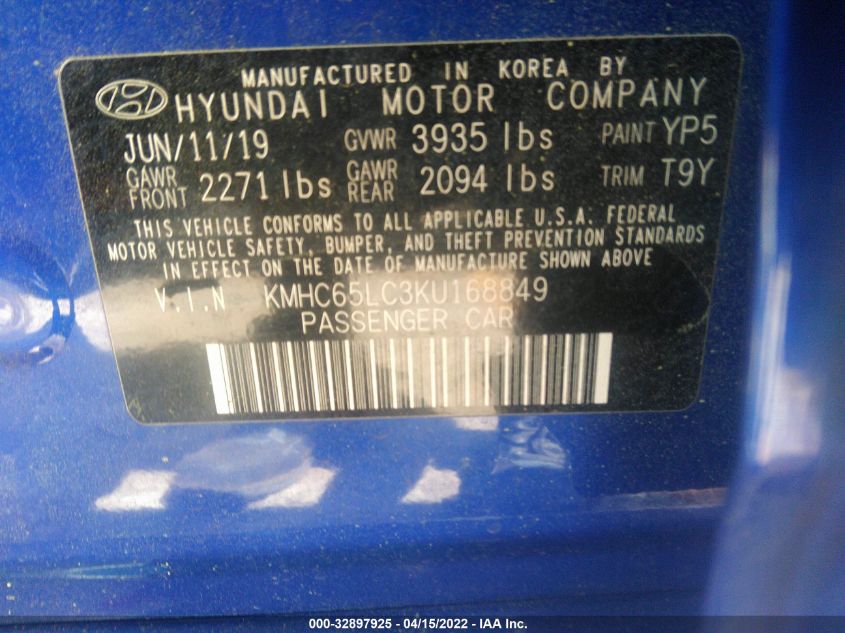 MANUFACTURED IN KOREA BY
HYUNDAI MOTOR COMPANY
JUN/11/19 GVWR 3935 lbs PAINT YP5
GAWR FRONT 2271 lbs GAWR REAR 2094 lbs TRIM T9Y
THIS VEHICLE CONFORMS TO ALL APPLICABLE U.S.A. FEDERAL
MOTOR VEHICLE SAFETY, BUMPER, AND THEFT PREVENTION STANDARDS
IN EFFECT ON THE DATE OF MANUFACTURE SHOWN ABOVE
V.I.N KMHC65LC3KU168849
PASSENGER CAR
000-32897925 - 04/15/2022 - IAA Inc.